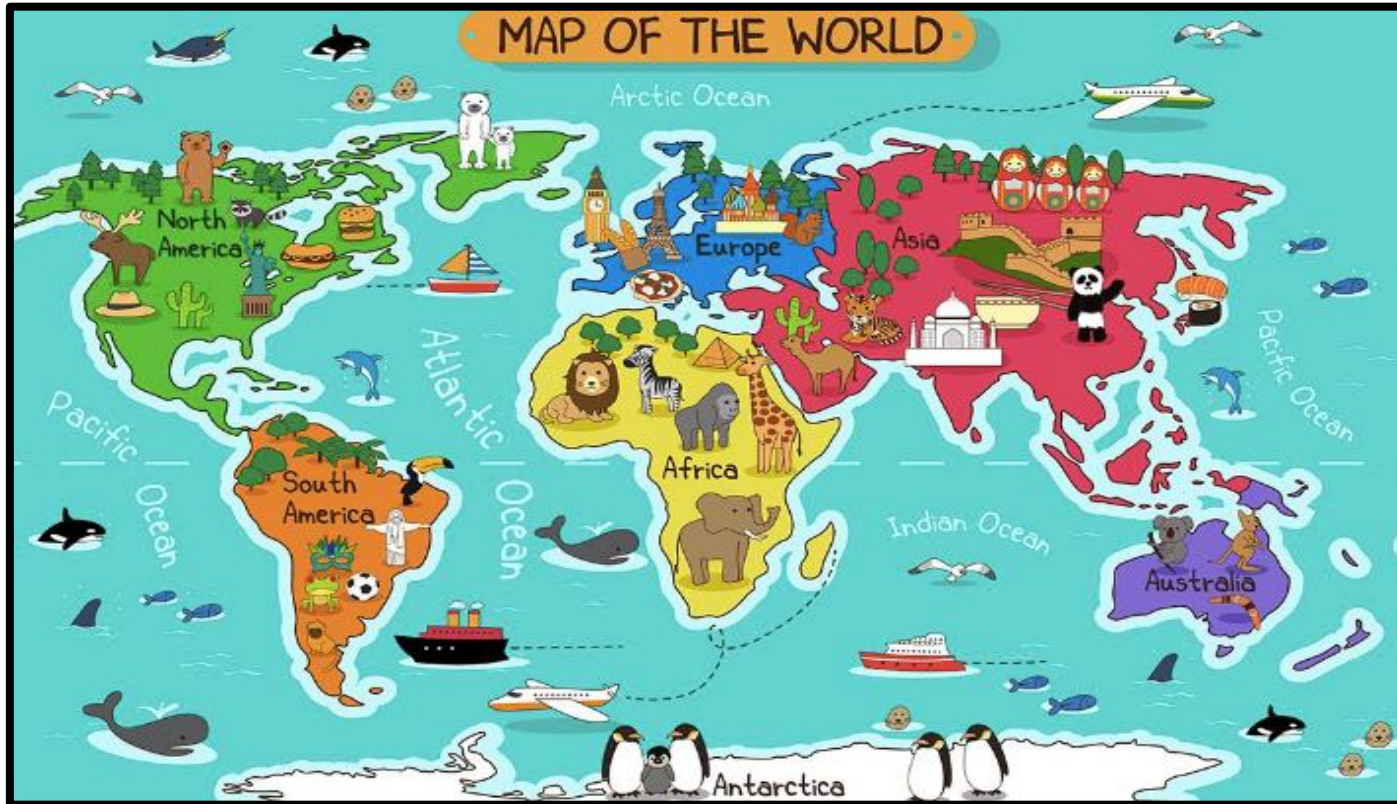 MAP OF THE WORLD
Arctic Ocean
North
America
Europe
Asia
Atlantic
Ocean
Pacific
Ocean
Pacific Ocean
Africa
South
America
Indian Ocean
Australia
Antarctica